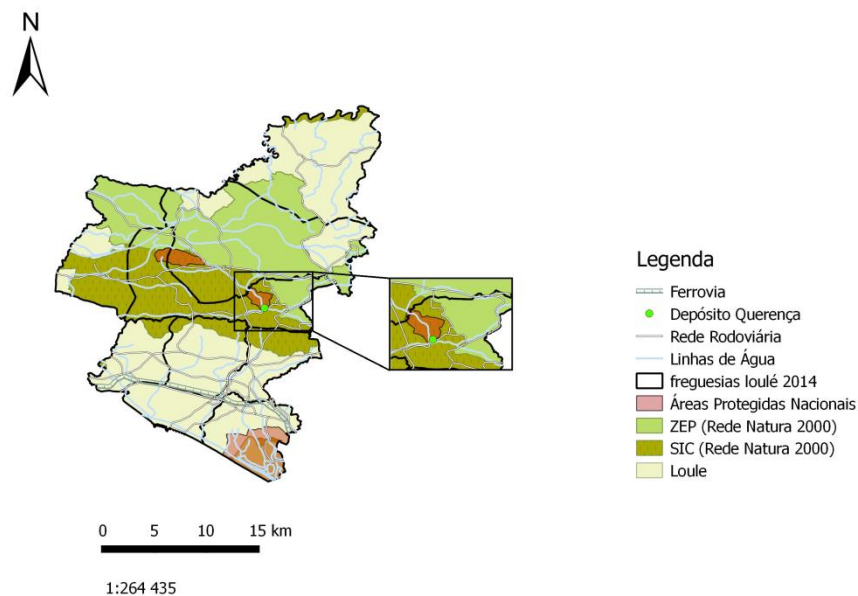 N
Legenda
Ferrovia
Depósito Querença
Rede Rodoviária
Linhas de Água
freguesias loulé 2014
Áreas Protegidas Nacionais
ZEP (Rede Natura 2000)
SIC (Rede Natura 2000)
Loule
0 5 10 15 km
1:264 435